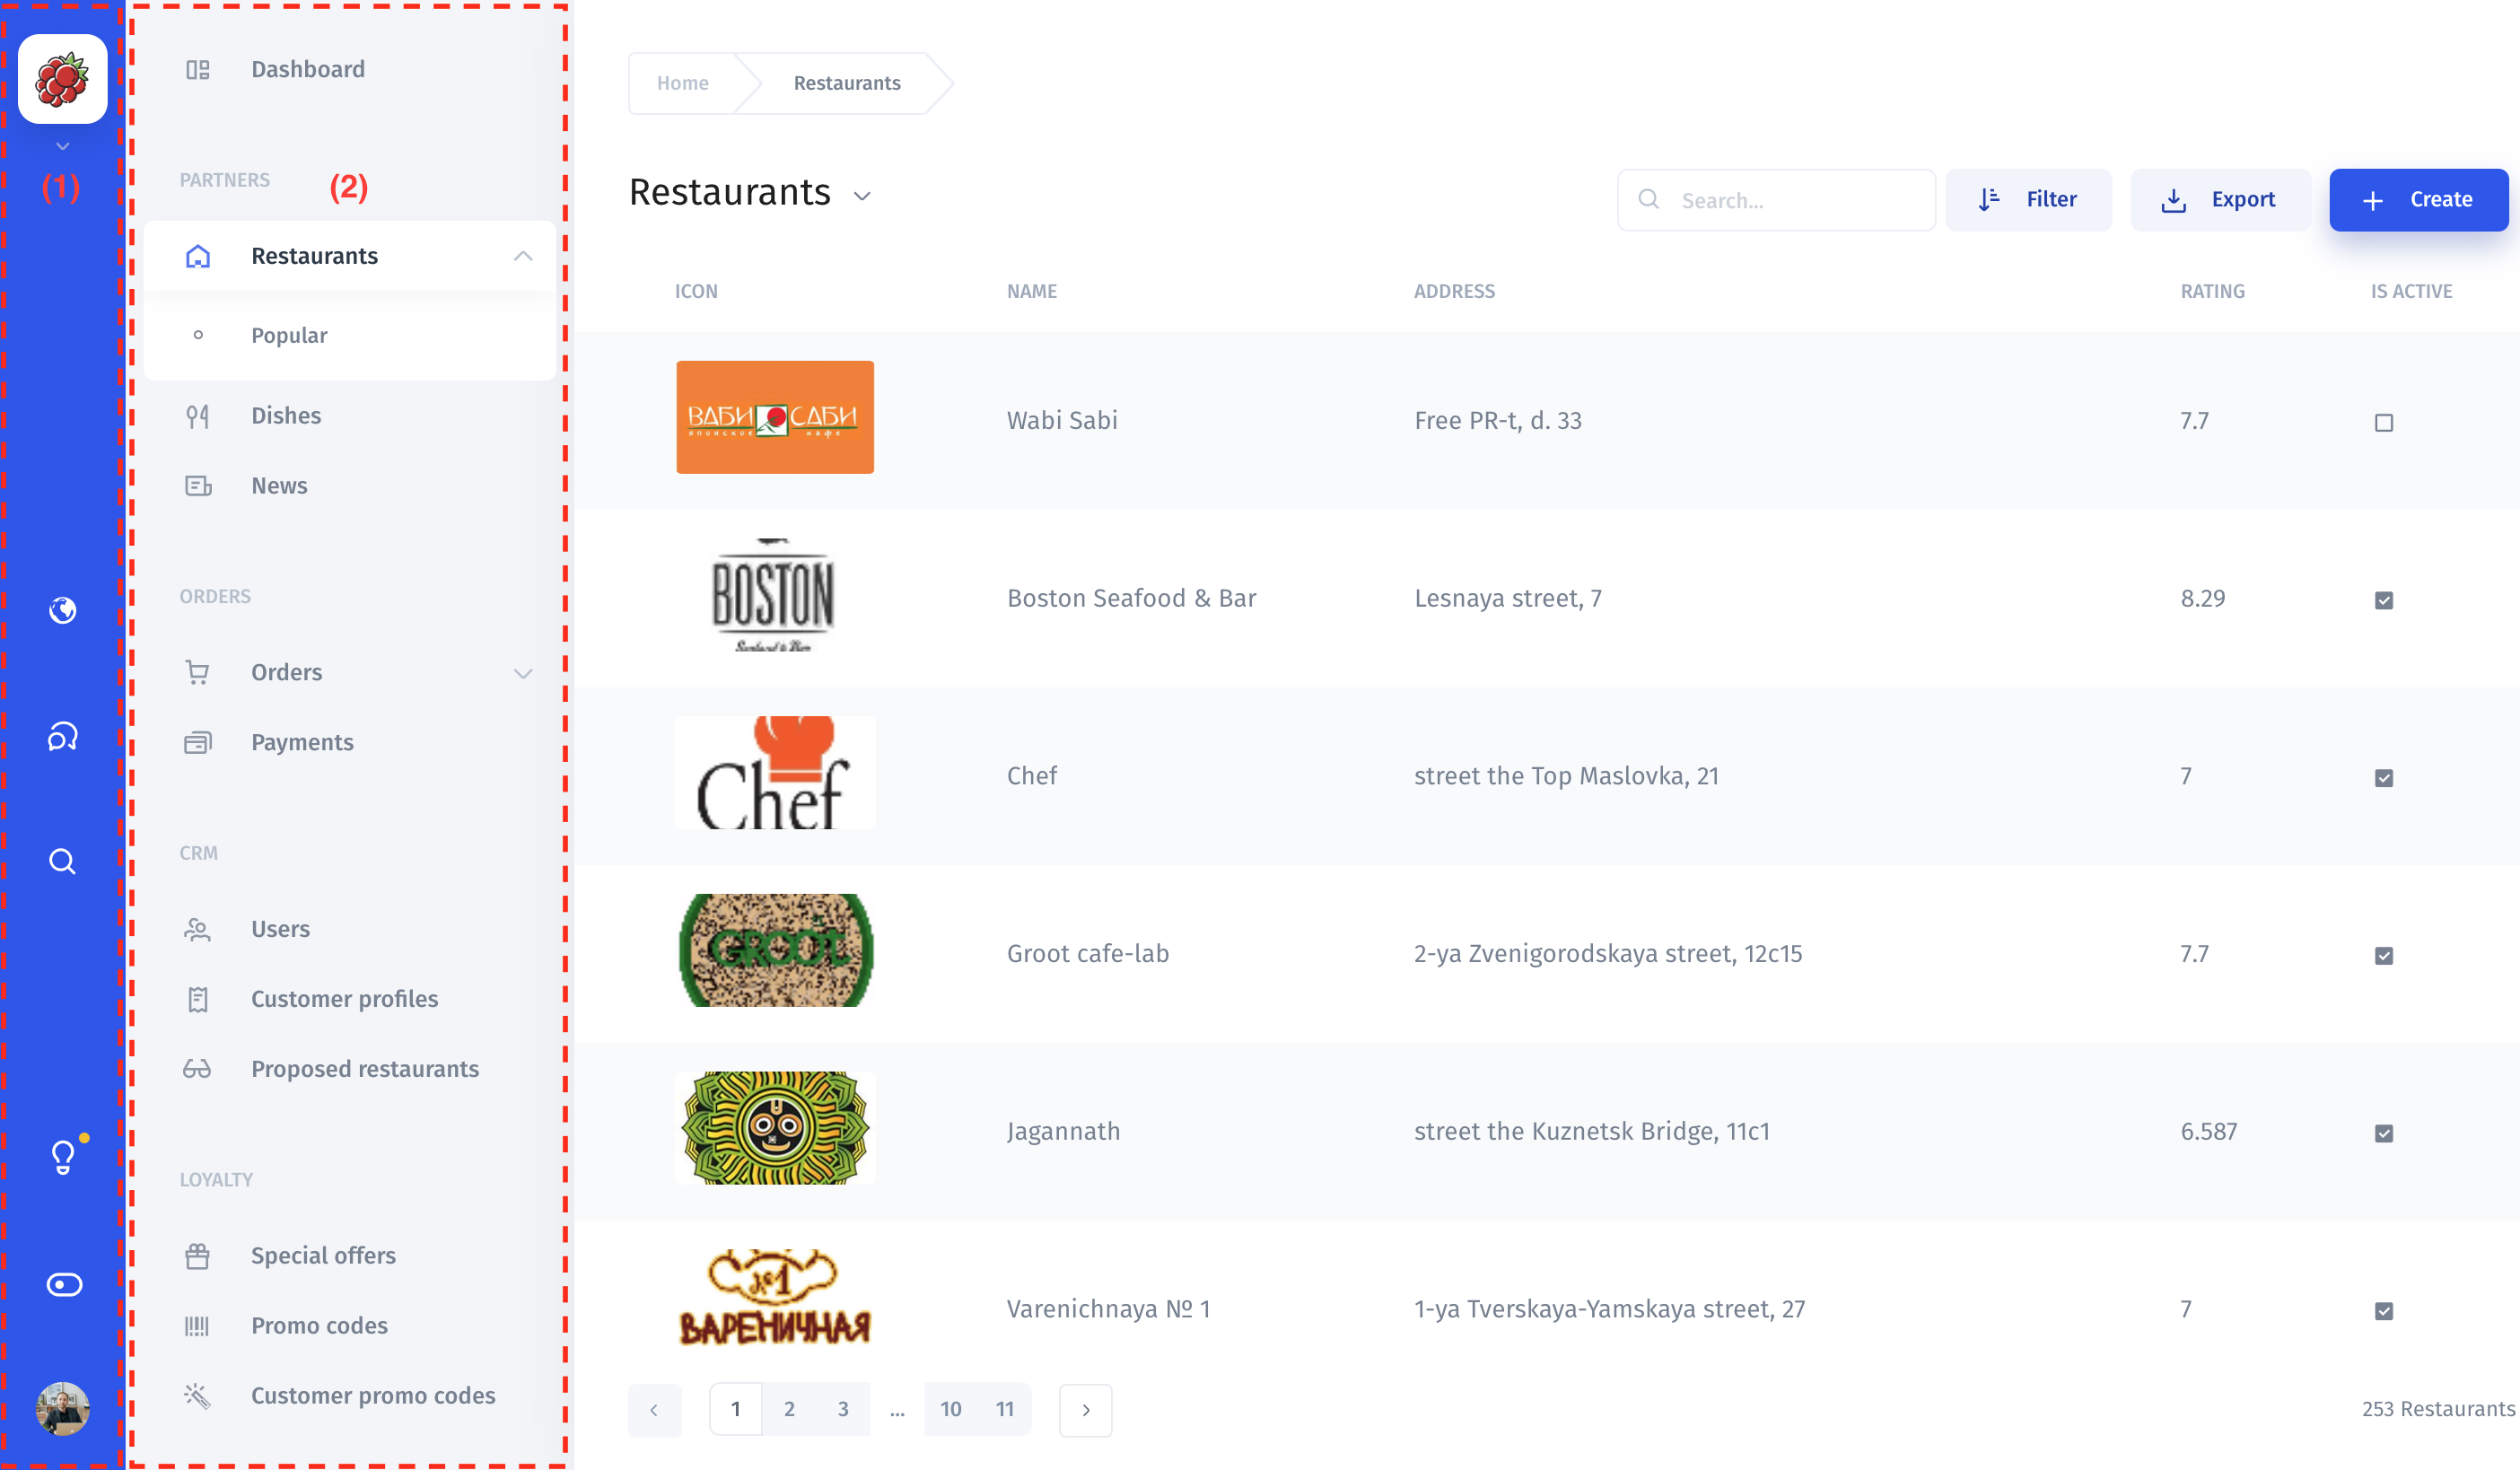 (1)
Dashboard
PARTNERS
(2)
Restaurants
Popular
Dishes
News
ORDERS
Orders
Payments
CRM
Users
Customer profiles
Proposed restaurants
LOYALTY
Special offers
Promo codes
Customer promo codes
Home
Restaurants
Restaurants
Search...
Filter
Export
Create
ICON NAME ADDRESS RATING IS ACTIVE
ВАБИ САБИ
японское кафе
Wabi Sabi Free PR-t, d. 33 7.7
BOSTON
Seafood & Bar
Boston Seafood & Bar Lesnaya street, 7 8.29
Chef
Chef street the Top Maslovka, 21 7
GROOT
Groot cafe-lab 2-ya Zvenigorodskaya street, 12c15 7.7
Jagannath street the Kuznetsk Bridge, 11c1 6.587
№1
ВАРЕНИЧНАЯ
Varenichnaya № 1 1-ya Tverskaya-Yamskaya street, 27 7
1 2 3 ... 10 11
253 Restaurants